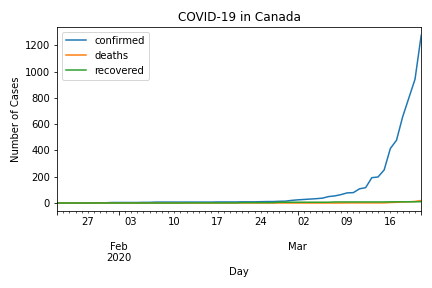 COVID-19 in Canada
confirmed
deaths
recovered
Number of Cases
1200
1000
800
600
400
200
0
27 03 10 17 24 02 09 16
Feb Mar
2020
Day